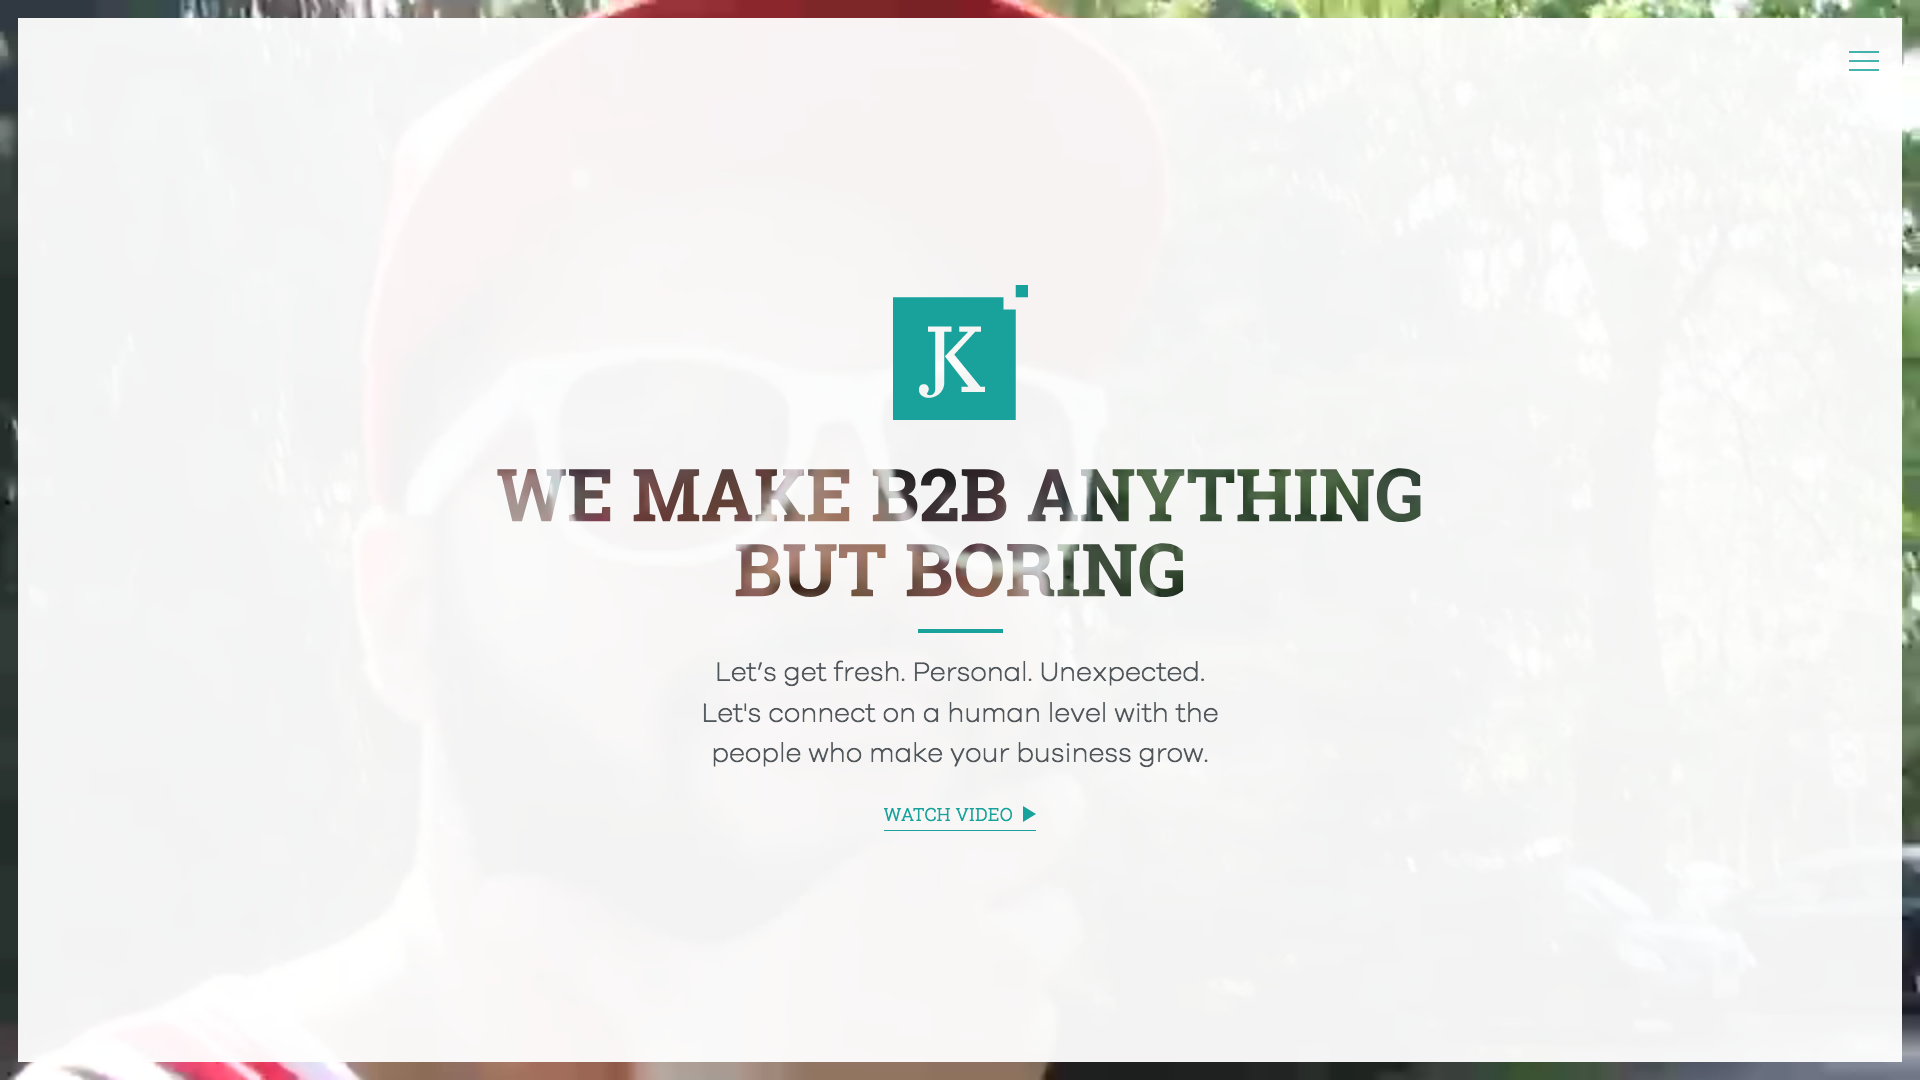 JK
WE MAKE B2B ANYTHING
BUT BORING
Let’s get fresh. Personal. Unexpected.
Let's connect on a human level with the
people who make your business grow.
WATCH VIDEO